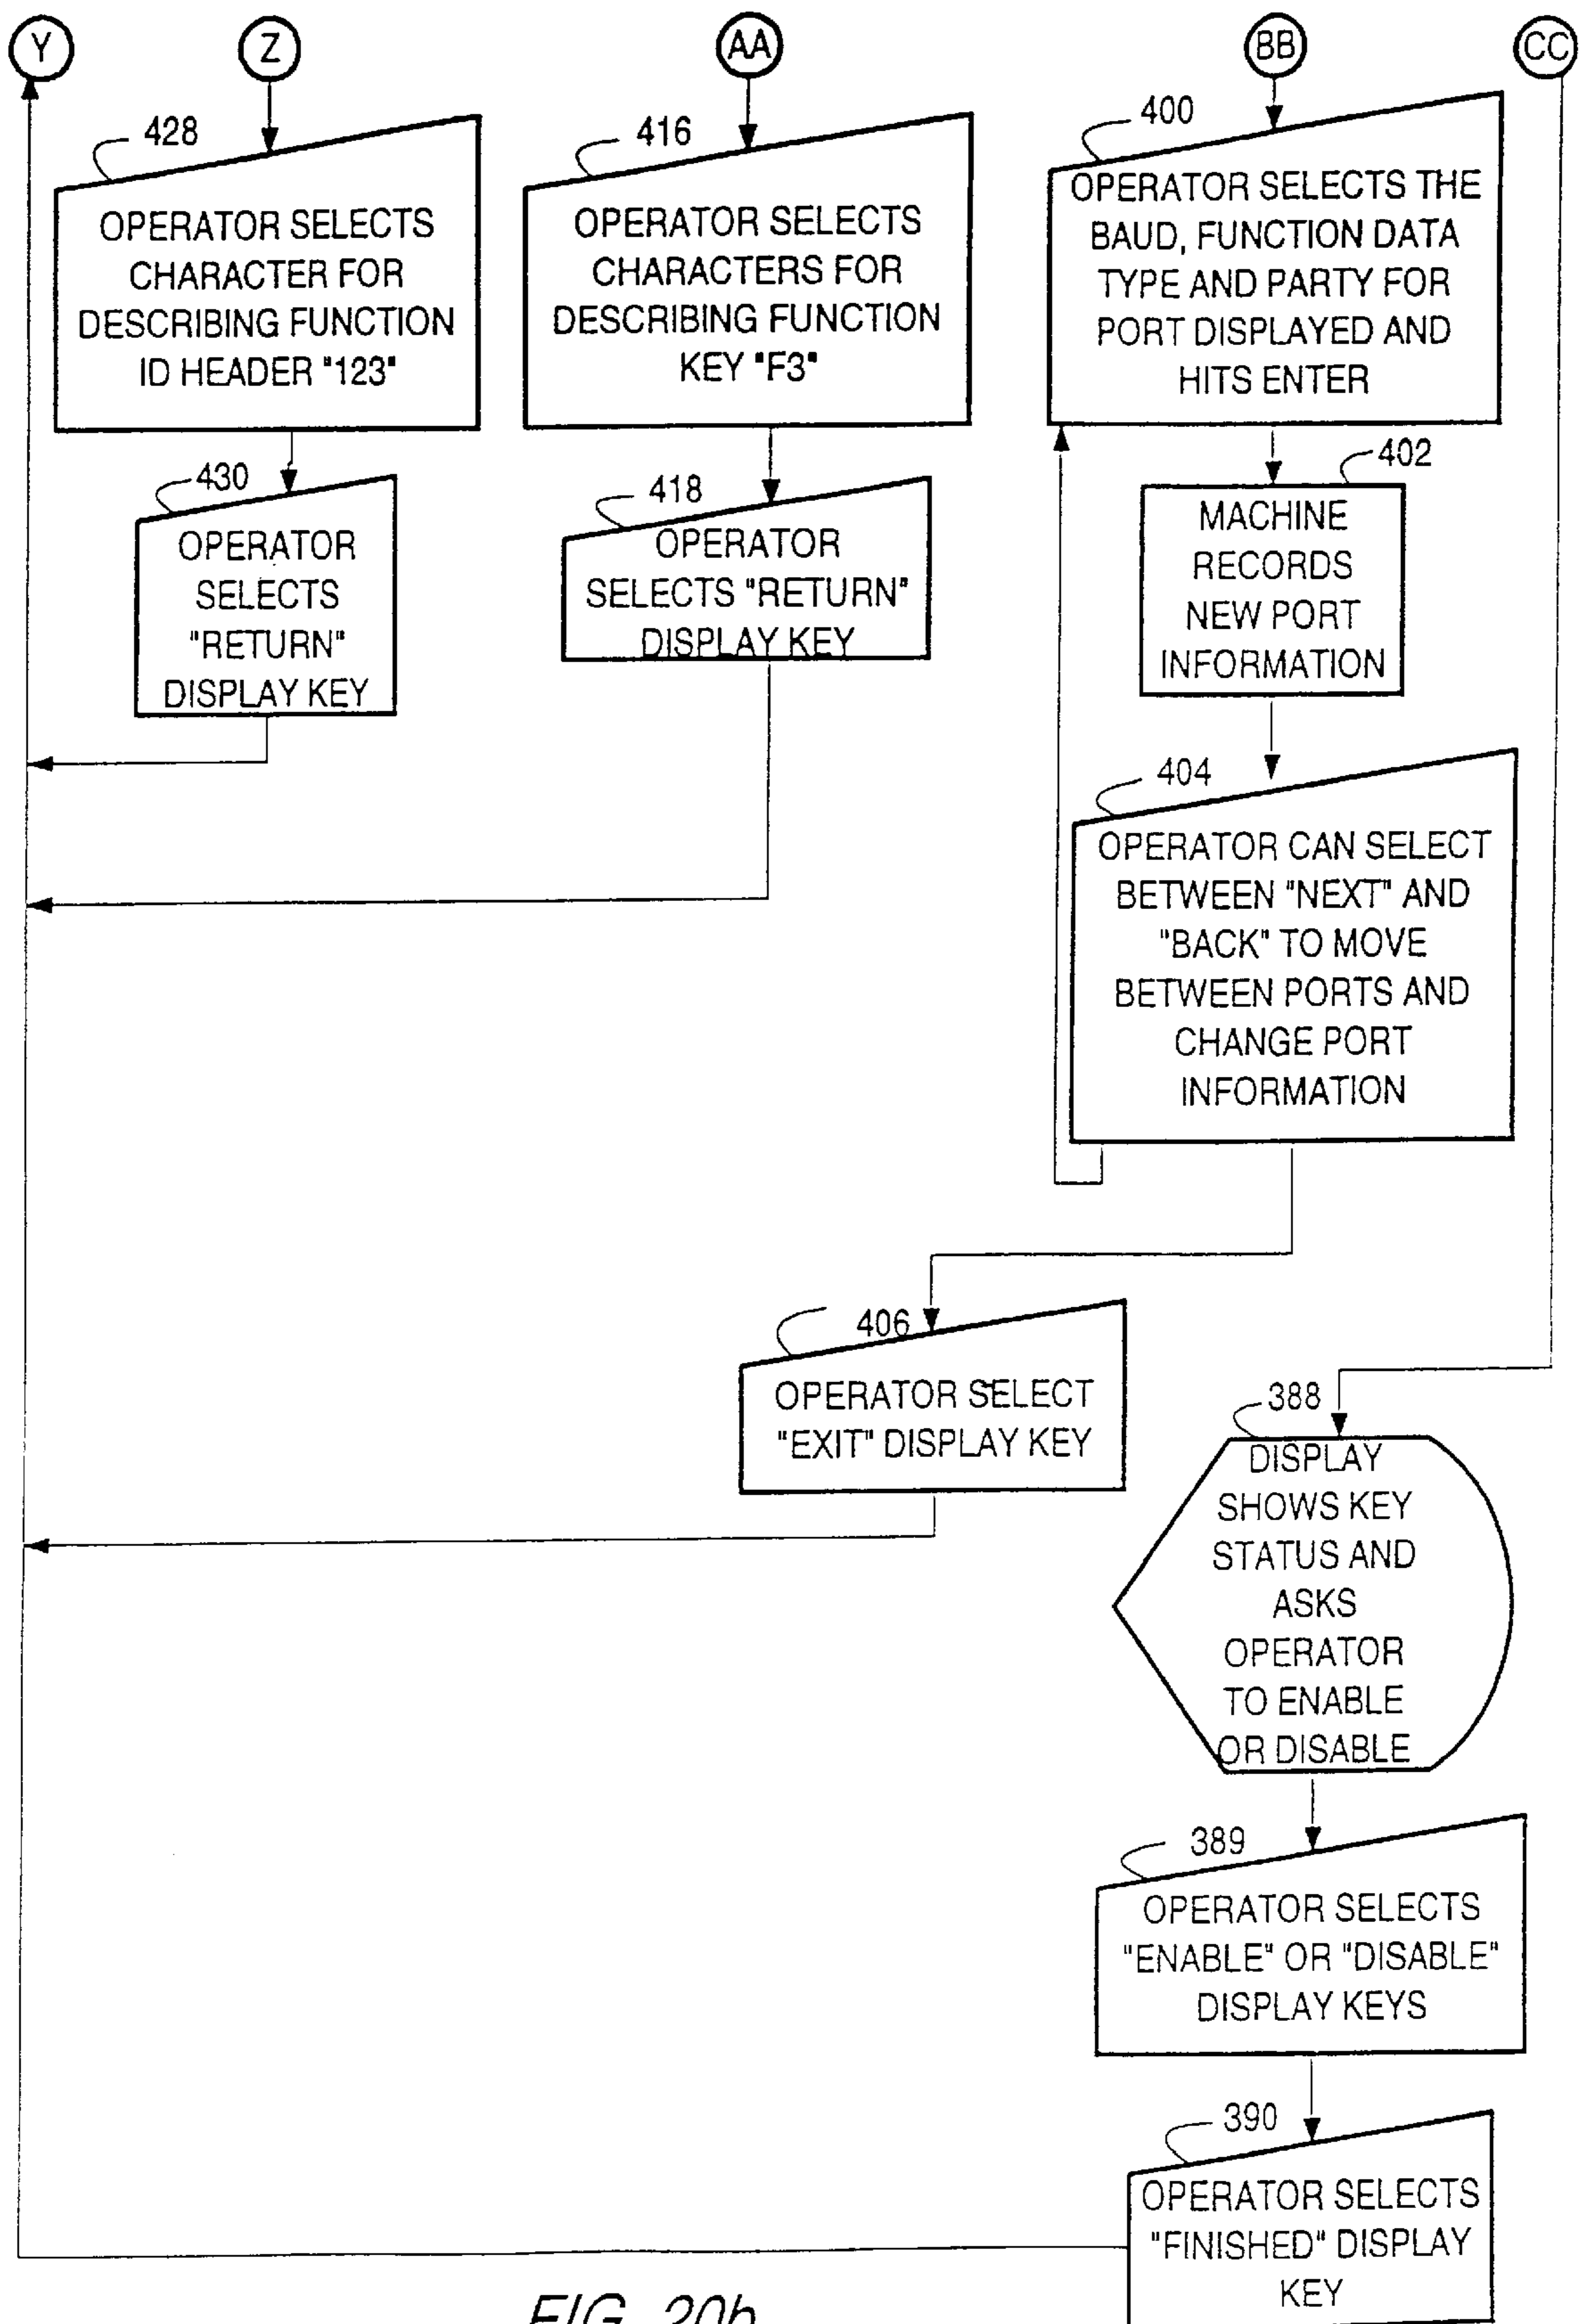 Y
Z
AA
BB
CC
428
OPERATOR SELECTS
CHARACTER FOR
DESCRIBING FUNCTION
ID HEADER "123"
430
OPERATOR
SELECTS
"RETURN"
DISPLAY KEY
416
OPERATOR SELECTS
CHARACTERS FOR
DESCRIBING FUNCTION
KEY "F3"
418
OPERATOR
SELECTS "RETURN"
DISPLAY KEY
400
OPERATOR SELECTS THE
BAUD, FUNCTION DATA
TYPE AND PARTY FOR
PORT DISPLAYED AND
HITS ENTER
402
MACHINE
RECORDS
NEW PORT
INFORMATION
404
OPERATOR CAN SELECT
BETWEEN "NEXT" AND
"BACK" TO MOVE
BETWEEN PORTS AND
CHANGE PORT
INFORMATION
406
OPERATOR SELECT
"EXIT" DISPLAY KEY
388
DISPLAY
SHOWS KEY
STATUS AND
ASKS
OPERATOR
TO ENABLE
OR DISABLE
389
OPERATOR SELECTS
"ENABLE" OR "DISABLE"
DISPLAY KEYS
390
OPERATOR SELECTS
"FINISHED" DISPLAY
KEY
FIG. 20b